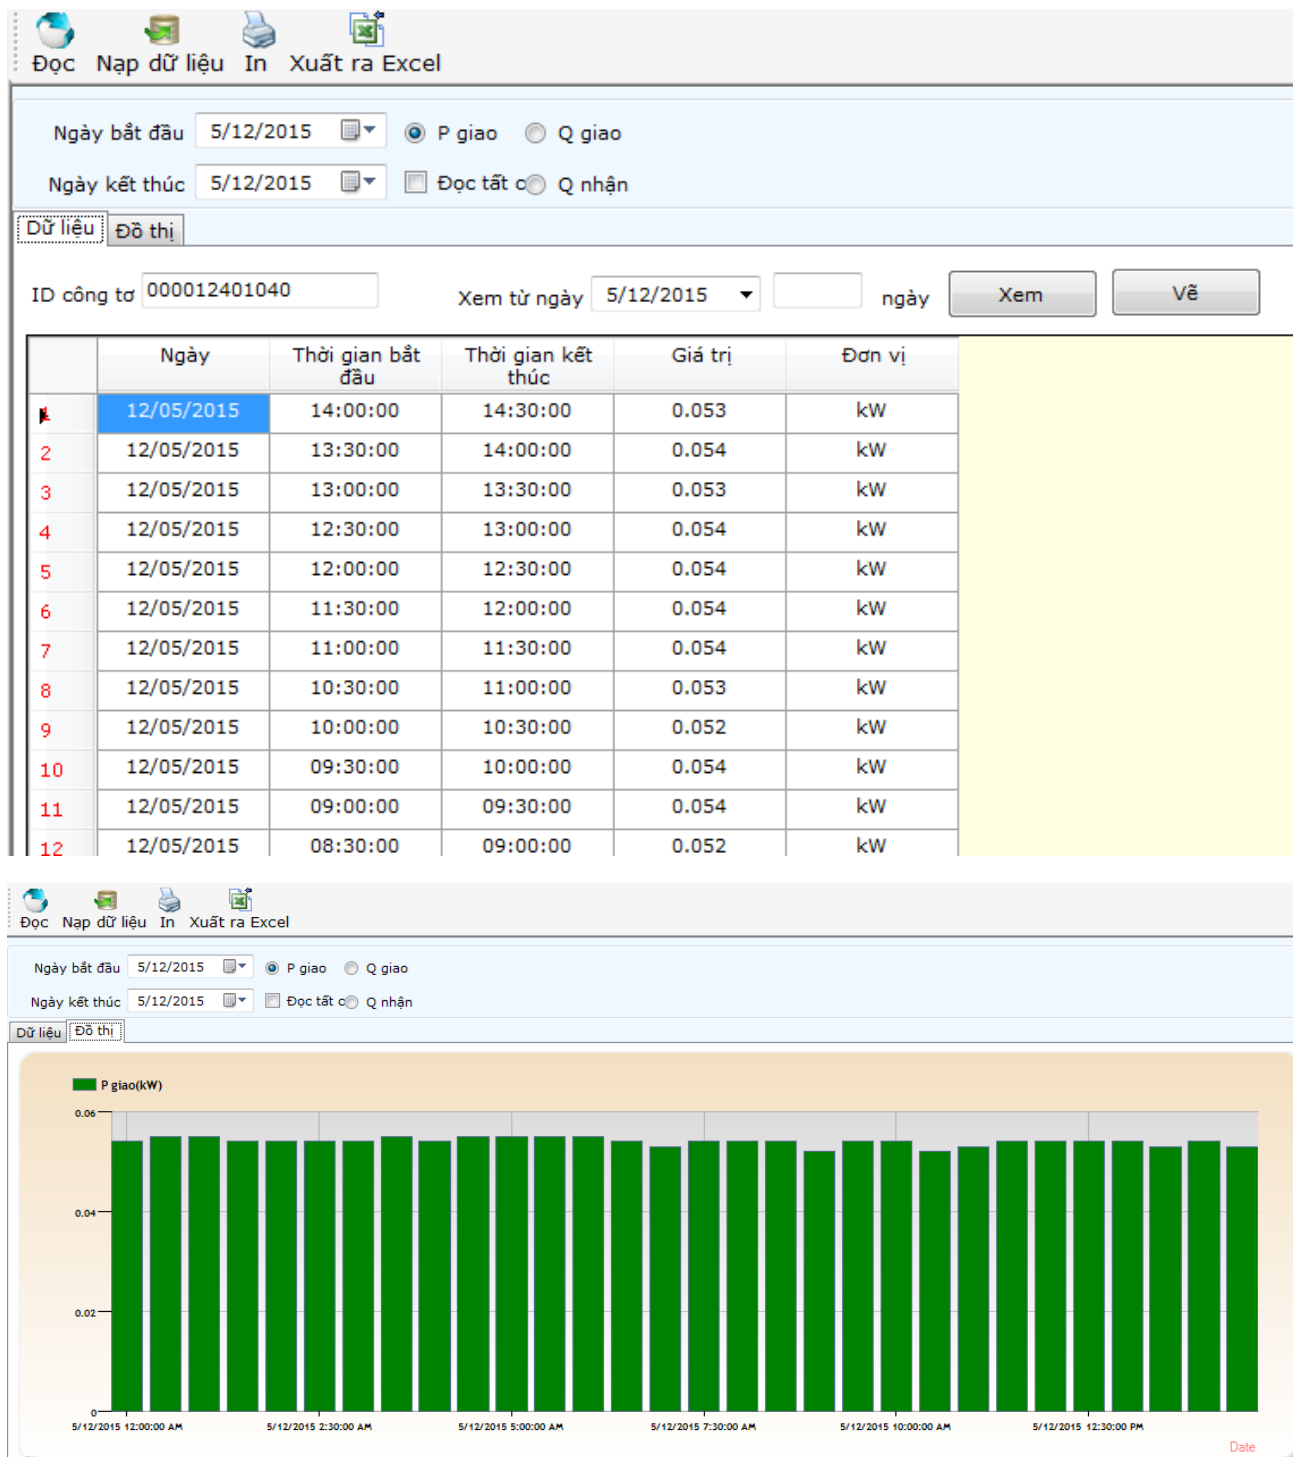 Đọc Nạp dữ liệu In Xuất ra Excel
Ngày bắt đầu 5/12/2015 P giao Q giao
Ngày kết thúc 5/12/2015 Đọc tất c Q nhận
Dữ liệu Đồ thị
ID công tơ 000012401040 Xem từ ngày 5/12/2015 ngày Xem Vẽ
Ngày Thời gian bắt đầu Thời gian kết thúc Giá trị Đơn vị
1 12/05/2015 14:00:00 14:30:00 0.053 kW
2 12/05/2015 13:30:00 14:00:00 0.054 kW
3 12/05/2015 13:00:00 13:30:00 0.053 kW
4 12/05/2015 12:30:00 13:00:00 0.054 kW
5 12/05/2015 12:00:00 12:30:00 0.054 kW
6 12/05/2015 11:30:00 12:00:00 0.054 kW
7 12/05/2015 11:00:00 11:30:00 0.054 kW
8 12/05/2015 10:30:00 11:00:00 0.053 kW
9 12/05/2015 10:00:00 10:30:00 0.052 kW
10 12/05/2015 09:30:00 10:00:00 0.054 kW
11 12/05/2015 09:00:00 09:30:00 0.054 kW
12 12/05/2015 08:30:00 09:00:00 0.052 kW
Đọc Nạp dữ liệu In Xuất ra Excel
Ngày bắt đầu 5/12/2015 P giao Q giao
Ngày kết thúc 5/12/2015 Đọc tất c Q nhận
Dữ liệu Đồ thị
P giao(kW)
0.06
0.04
0.02
0
5/12/2015 12:00:00 AM 5/12/2015 2:30:00 AM 5/12/2015 5:00:00 AM 5/12/2015 7:30:00 AM 5/12/2015 10:00:00 AM 5/12/2015 12:30:00 PM
Date